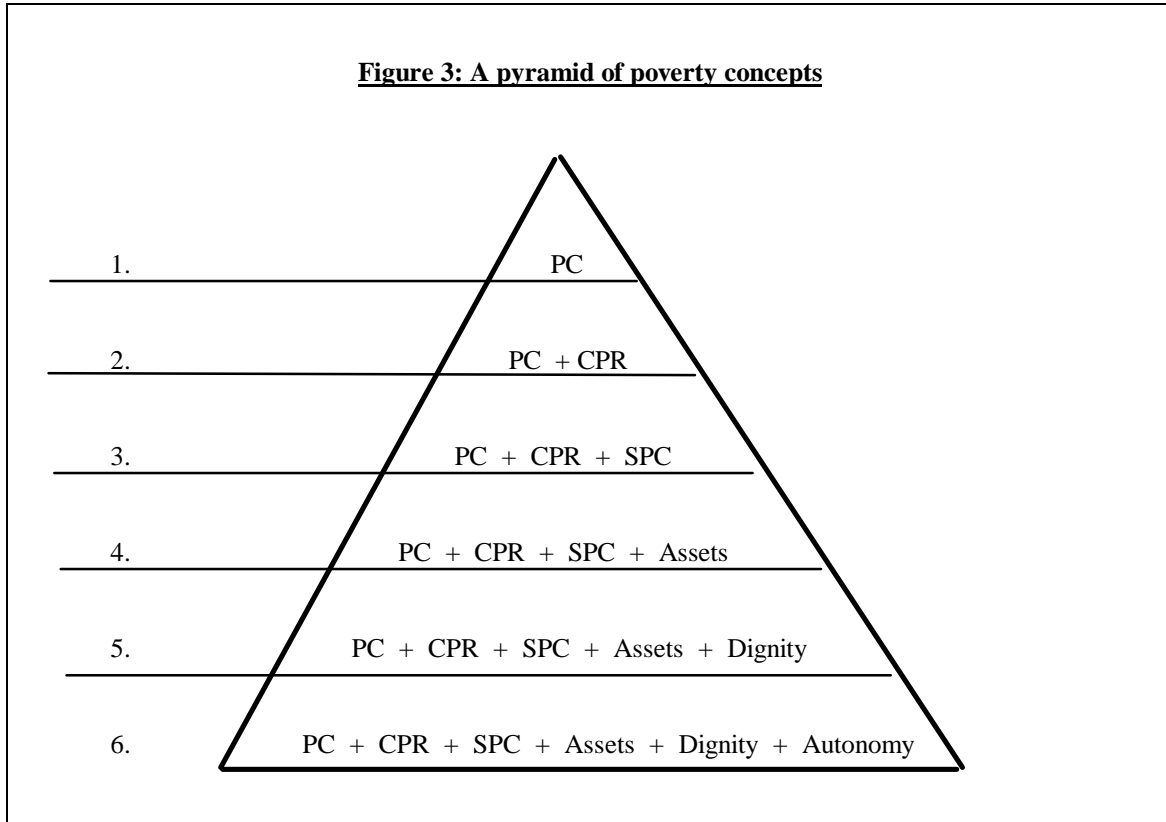 Figure 3: A pyramid of poverty concepts
1. PC
2. PC + CPR
3. PC + CPR + SPC
4. PC + CPR + SPC + Assets
5. PC + CPR + SPC + Assets + Dignity
6. PC + CPR + SPC + Assets + Dignity + Autonomy